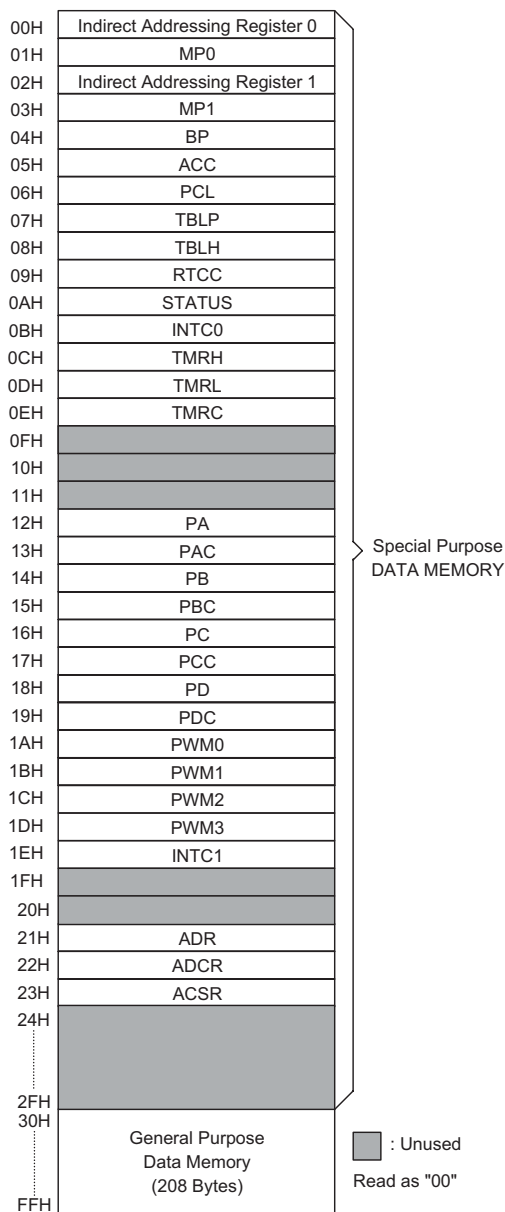 00H Indirect Addressing Register 0
01H MP0
02H Indirect Addressing Register 1
03H MP1
04H BP
05H ACC
06H PCL
07H TBLP
08H TBLH
09H RTCC
0AH STATUS
0BH INTC0
0CH TMRH
0DH TMRL
0EH TMRC
0FH
10H
11H
12H PA
13H PAC
14H PB
15H PBC
16H PC
17H PCC
18H PD
19H PDC
1AH PWM0
1BH PWM1
1CH PWM2
1DH PWM3
1EH INTC1
1FH
20H
21H ADR
22H ADCR
23H ACSR
24H
2FH
Special Purpose
DATA MEMORY
30H
General Purpose
Data Memory
(208 Bytes)
FFH
: Unused
Read as "00"